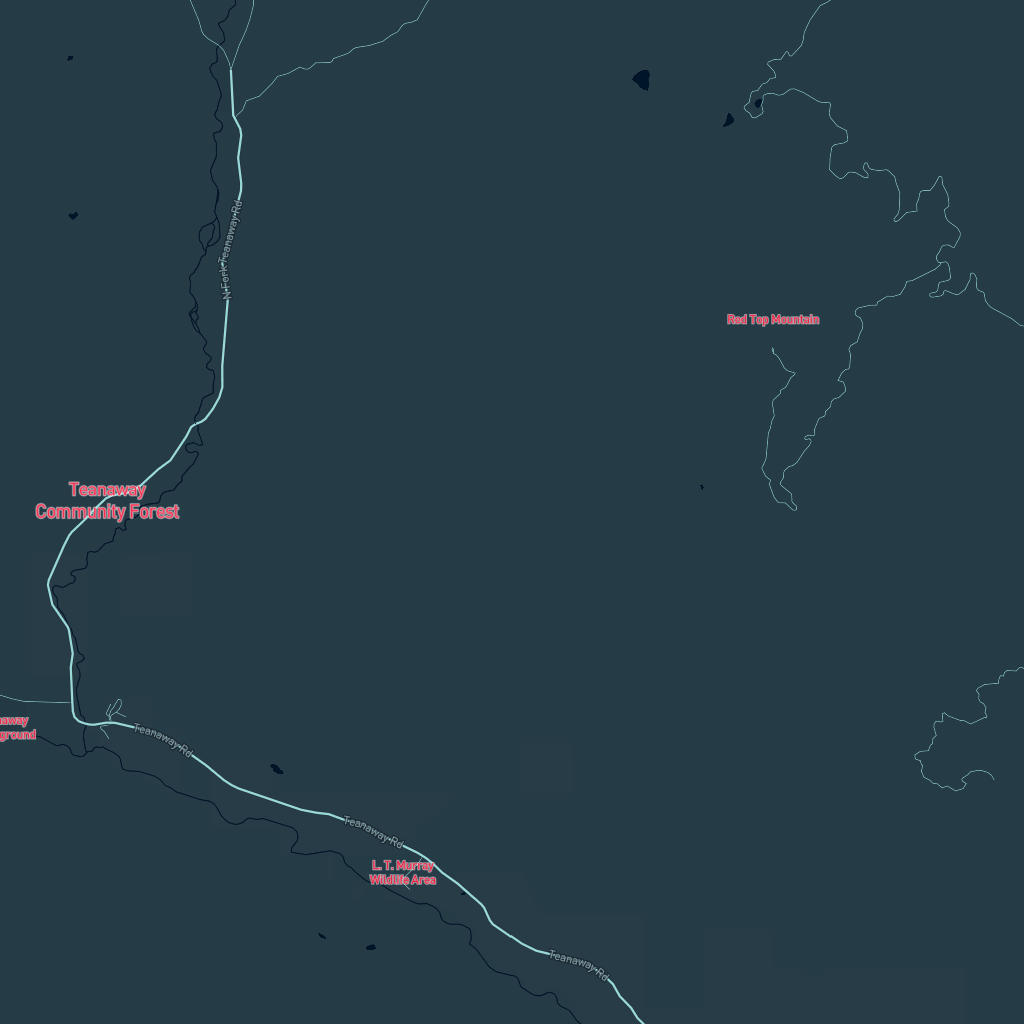 N Fork Teanaway Rd
Red Top Mountain
Teanaway
Community Forest
Teanaway Rd
Teanaway Rd
L. T. Murray
Wildlife Area
Teanaway Rd